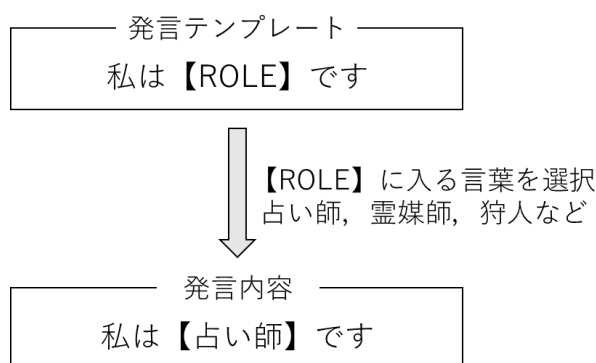 発言テンプレート
私は【ROLE】です
【ROLE】に入る言葉を選択
占い師，霊媒師，狩人など
発言内容
私は【占い師】です